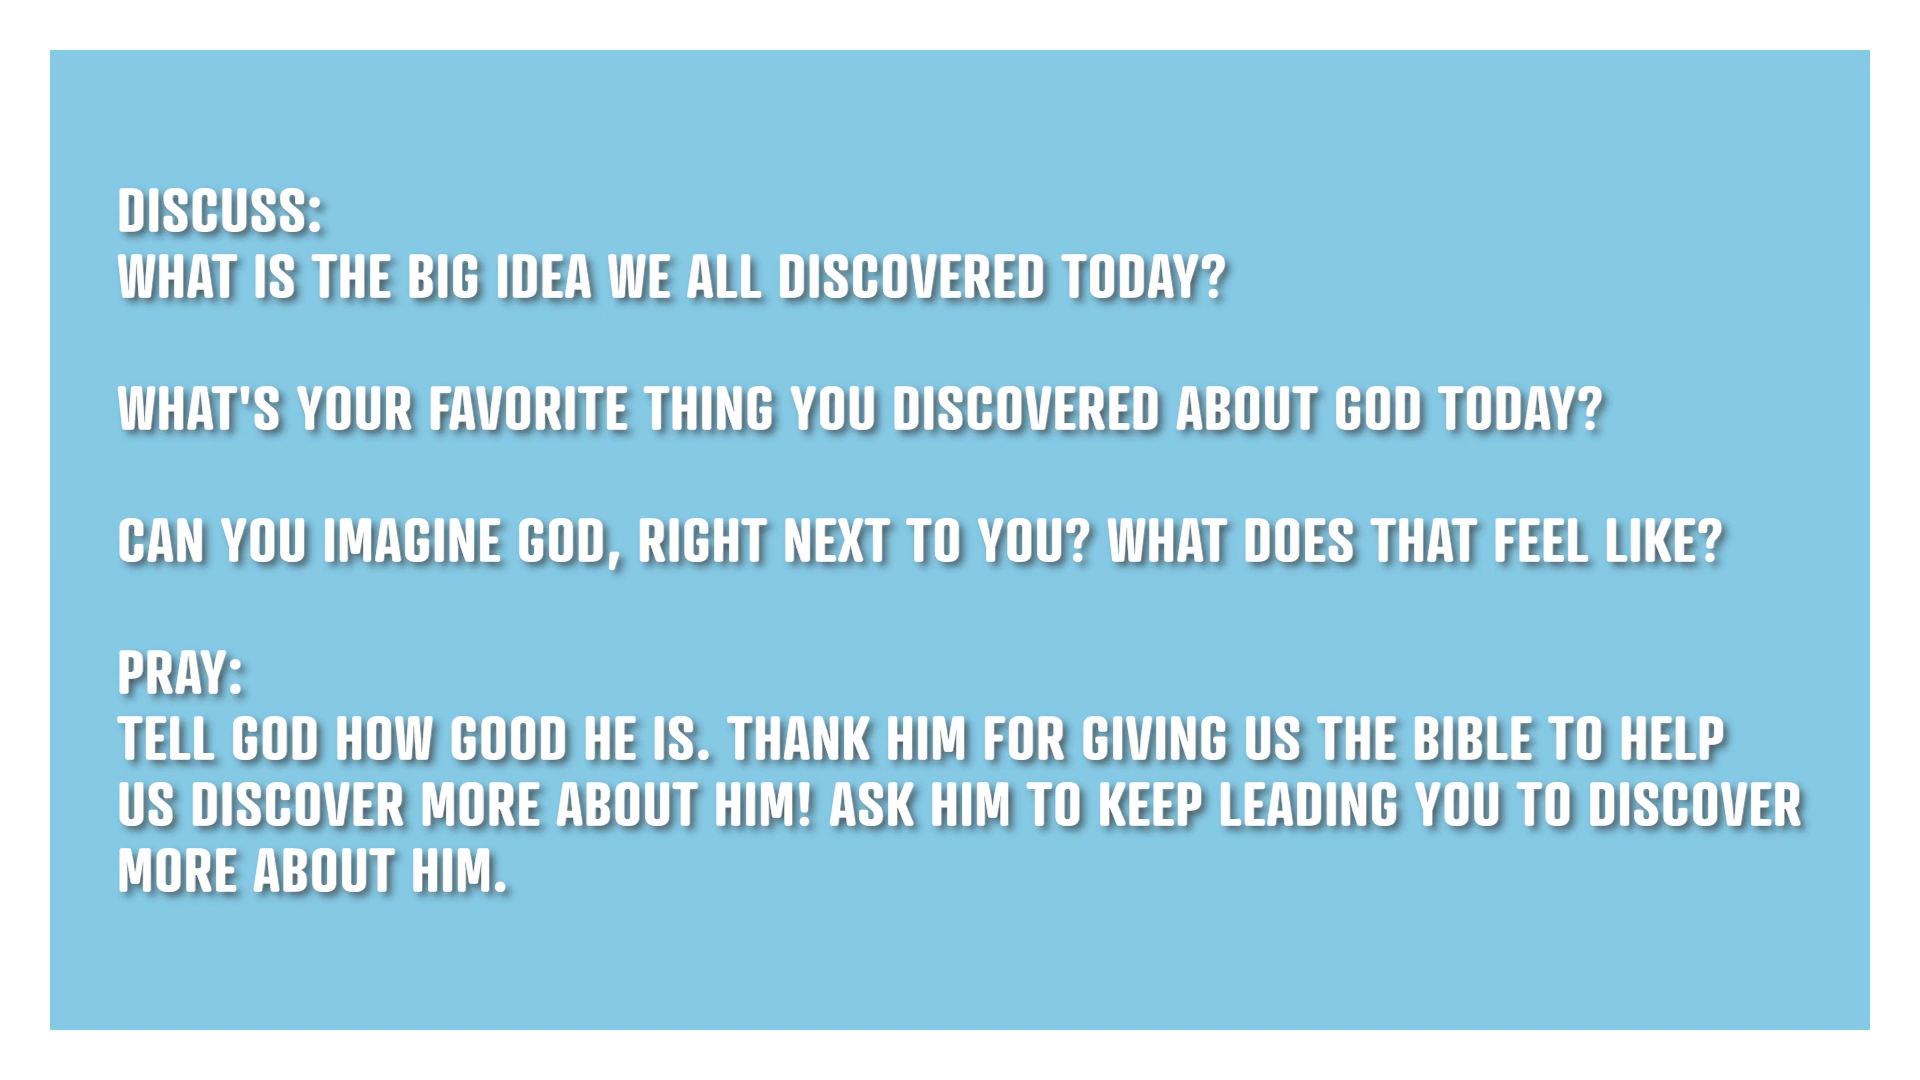 DISCUSS:
WHAT IS THE BIG IDEA WE ALL DISCOVERED TODAY?
WHAT'S YOUR FAVORITE THING YOU DISCOVERED ABOUT GOD TODAY?
CAN YOU IMAGINE GOD, RIGHT NEXT TO YOU? WHAT DOES THAT FEEL LIKE?
PRAY:
TELL GOD HOW GOOD HE IS. THANK HIM FOR GIVING US THE BIBLE TO HELP
US DISCOVER MORE ABOUT HIM! ASK HIM TO KEEP LEADING YOU TO DISCOVER
MORE ABOUT HIM.